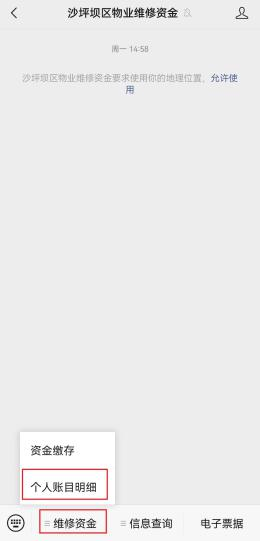 沙坪坝区物业维修资金
周一 14:58
沙坪坝区物业维修资金要求使用你的地理位置，允许使
用
资金缴存
个人账目明细
维修资金
信息查询
电子票据